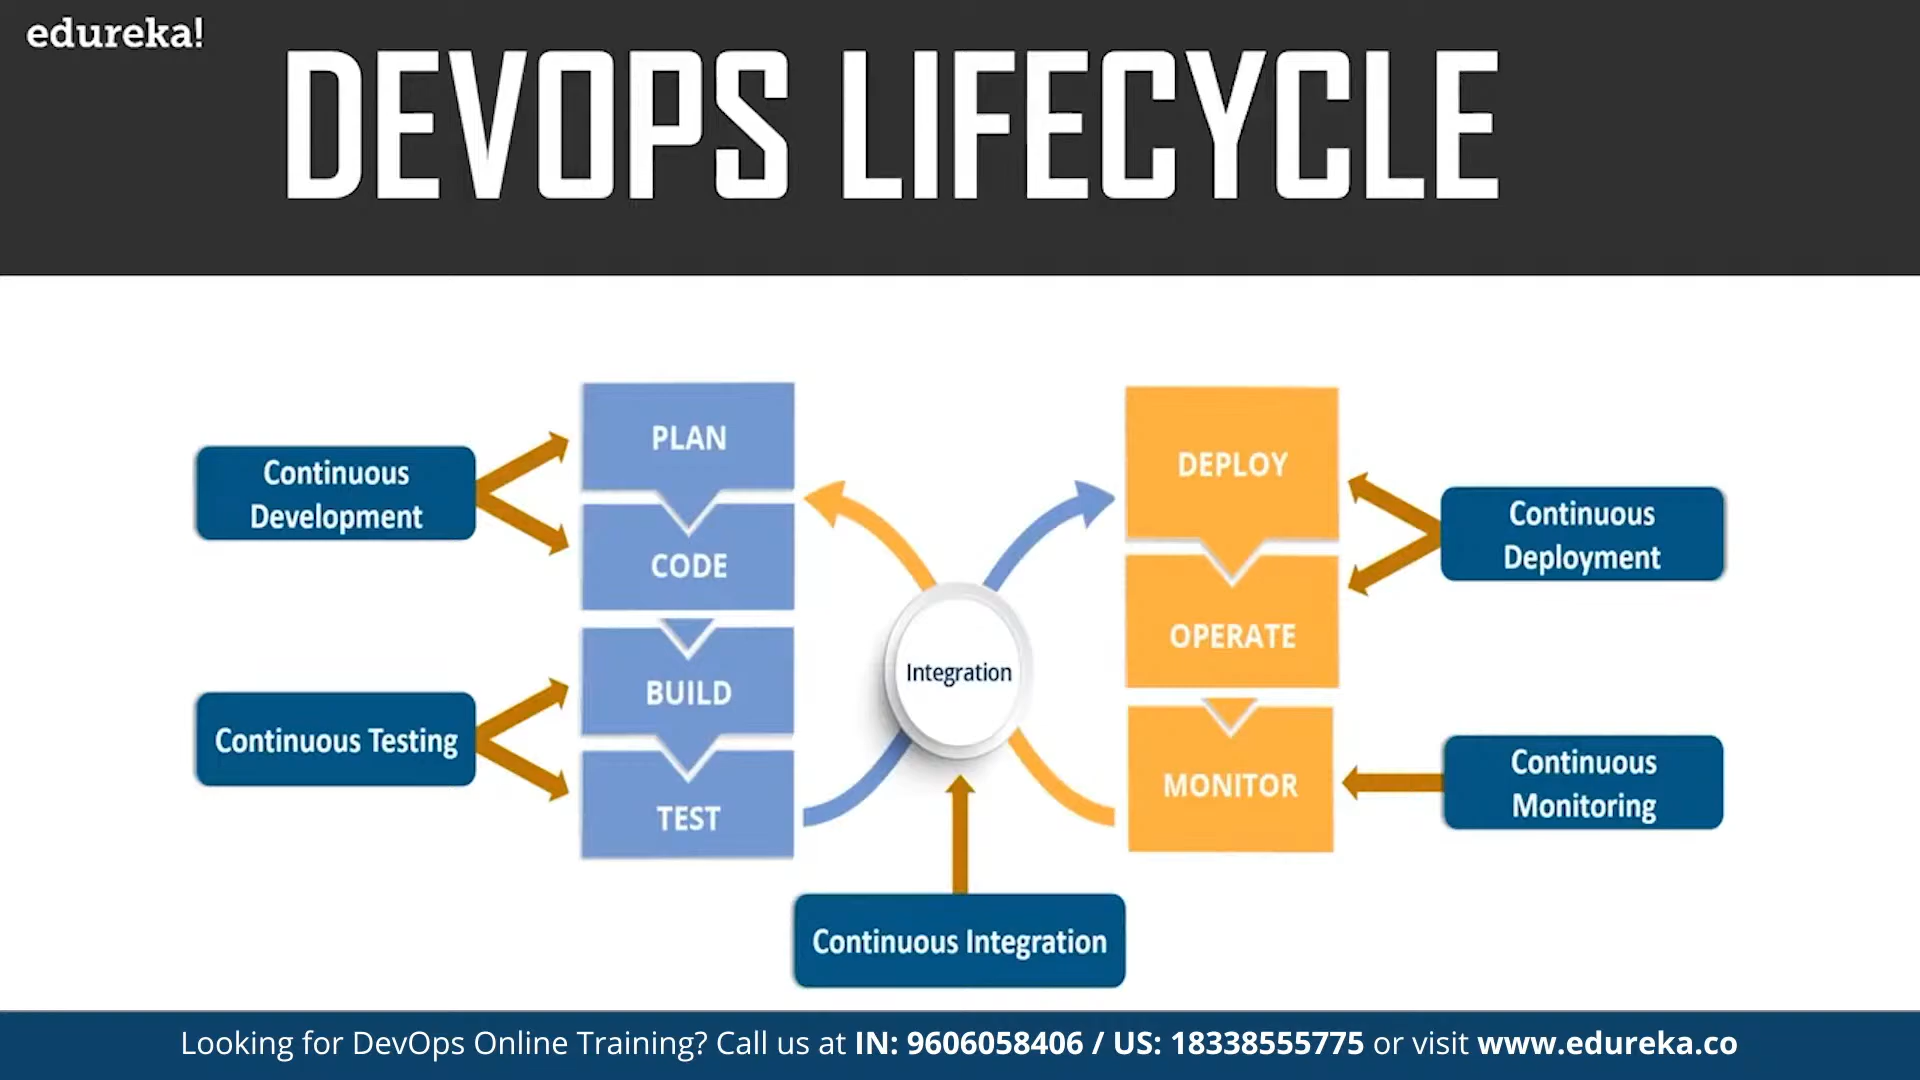 edureka!
DEVOPS LIFECYCLE
Continuous
Development
PLAN
CODE
Continuous Testing
BUILD
TEST
Integration
Continuous Integration
DEPLOY
OPERATE
Continuous
Deployment
MONITOR
Continuous
Monitoring
Looking for DevOps Online Training? Call us at IN: 9606058406 / US: 18338555775 or visit www.edureka.co